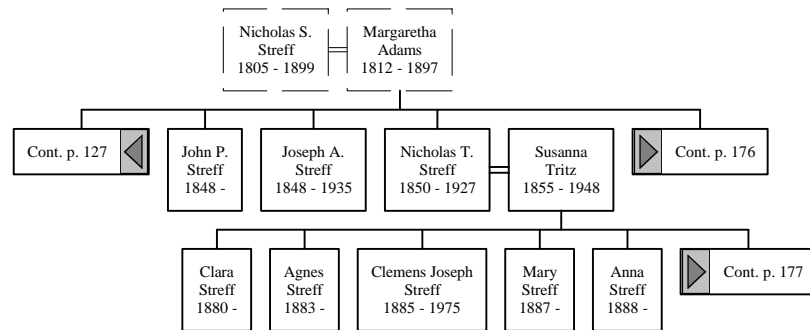 Nicholas S.
Streff
1805 - 1899
Margaretha
Adams
1812 - 1897
Cont. p. 127
John P.
Streff
1848 -
Joseph A.
Streff
1848 - 1935
Nicholas T.
Streff
1850 - 1927
Susanna
Tritz
1855 - 1948
Cont. p. 176
Clara
Streff
1880 -
Agnes
Streff
1883 -
Clemens Joseph
Streff
1885 - 1975
Mary
Streff
1887 -
Anna
Streff
1888 -
Cont. p. 177